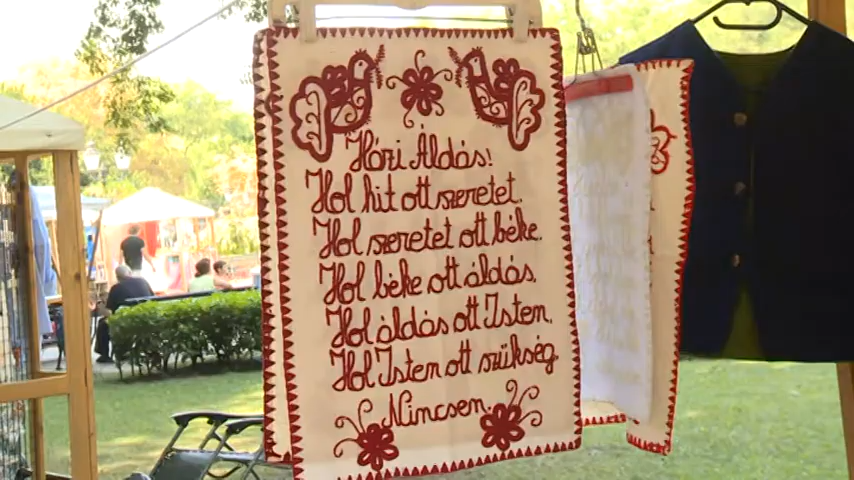 Házi Áldás!
Hol hit ott szeretet,
Hol szeretet ott béke.
Hol béke ott áldás,
Hol áldás ott Isten.
Hol Isten ott szükség
Nincsen